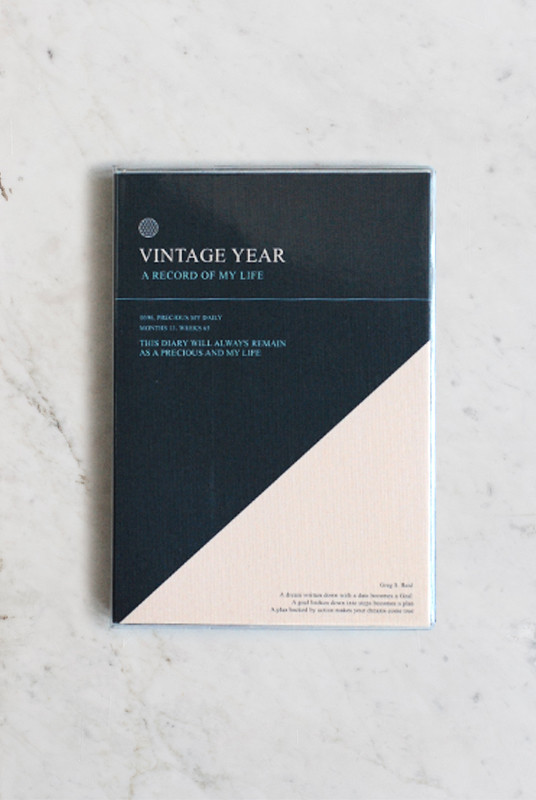 VINTAGE YEAR
A RECORD OF MY LIFE
PRECIOUS MY DAILY
MONTHS 13, WEEKS 63
THIS DIARY WILL ALWAYS REMAIN
AS A PRECIOUS AND MY LIFE
Greg S. Reid
A dream written down with a date becomes a Goal
A goal broken down into steps becomes a plan
A plan backed by action makes your dreams come true